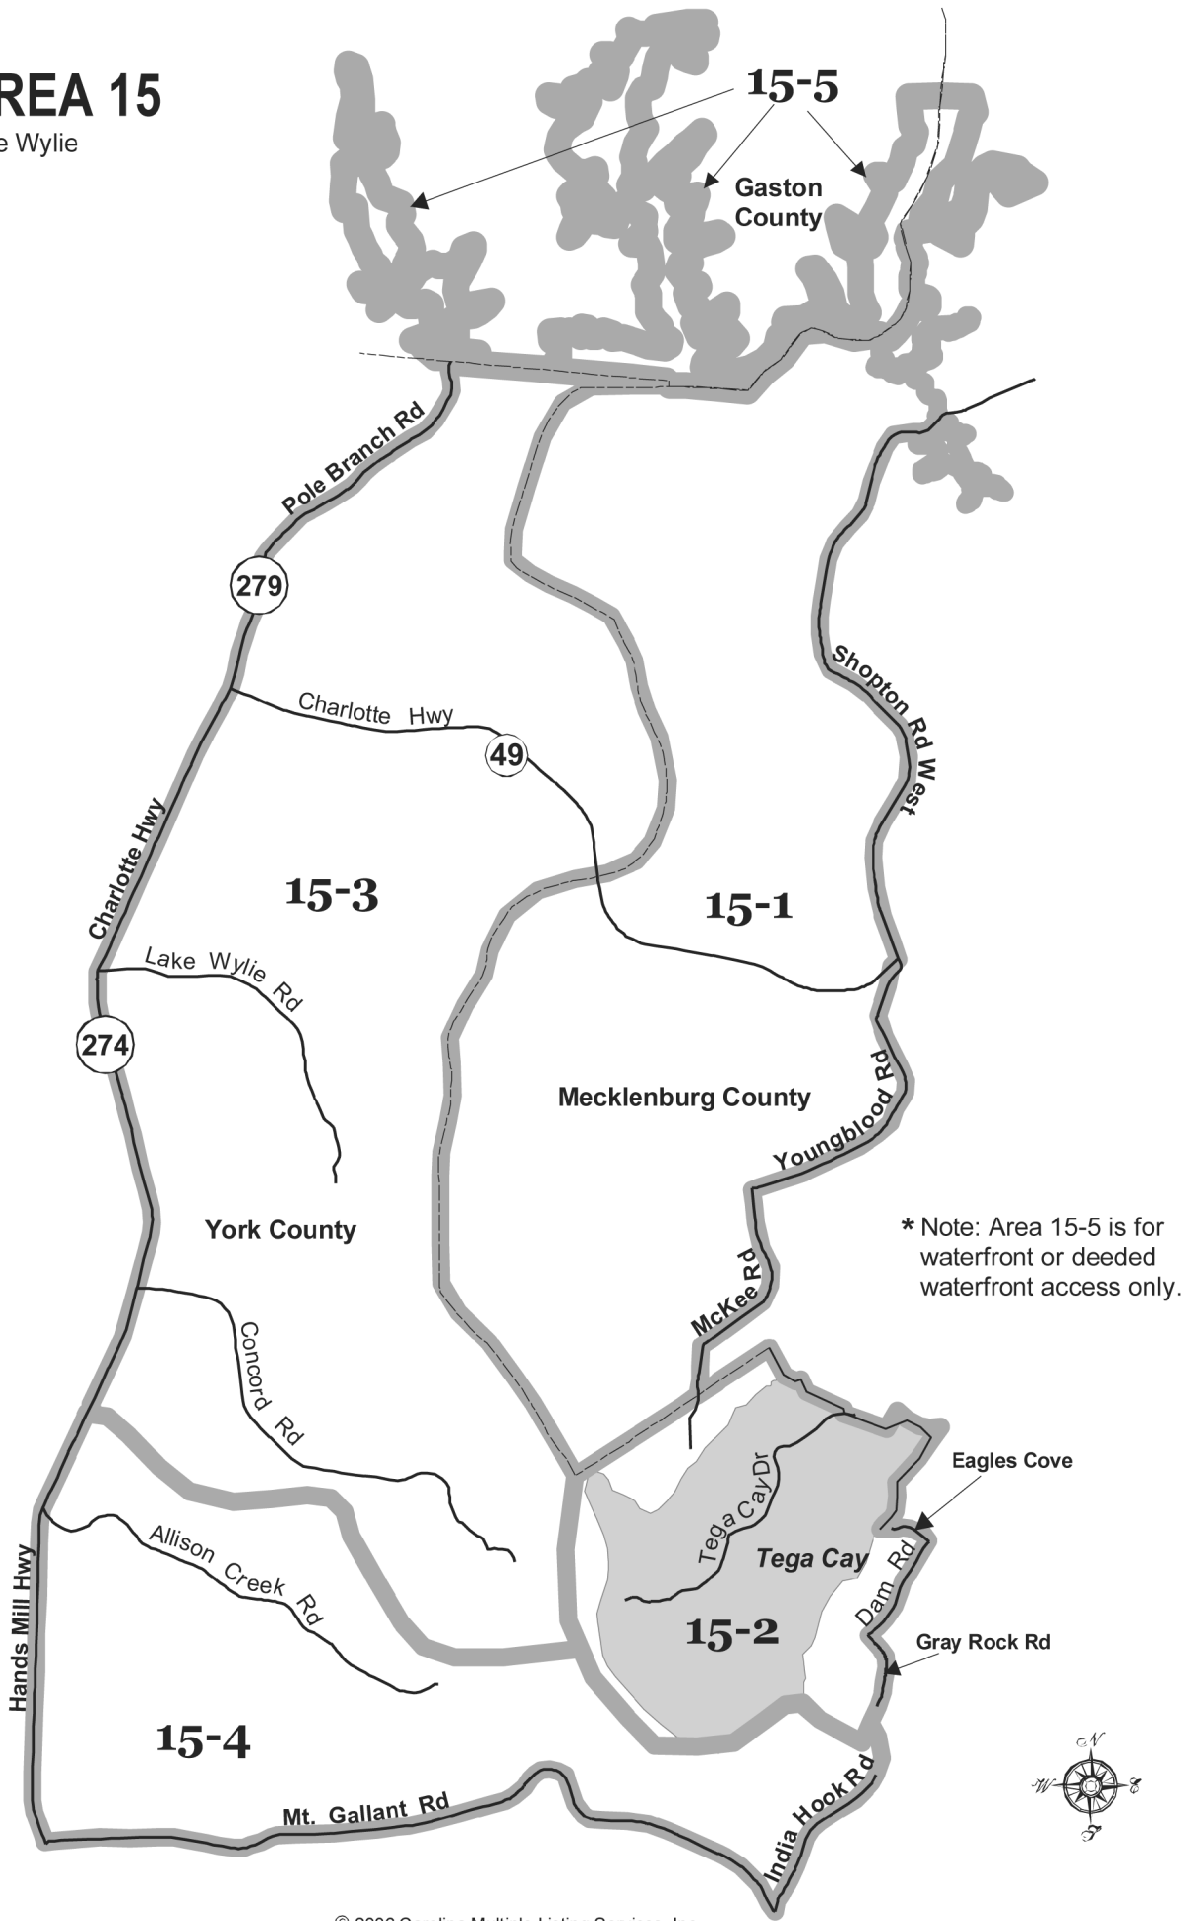 REA 15
e Wylie
15-5
Gaston
County
Pole Branch Rd
279
Charlotte Hwy
49
Shopton Rd West
Charlotte Hwy
15-3
15-1
Lake Wylie Rd
274
Mecklenburg County
Youngblood Rd
York County
* Note: Area 15-5 is for
waterfront or deeded
waterfront access only.
McKee Rd
Concord Rd
Eagles Cove
Tega Cay Dr
Tega Cay
Allison Creek Rd
Dam Rd
Hands Mill Hwy
15-2
Gray Rock Rd
15-4
N
W
E
S
Mt. Gallant Rd
India Hook Rd